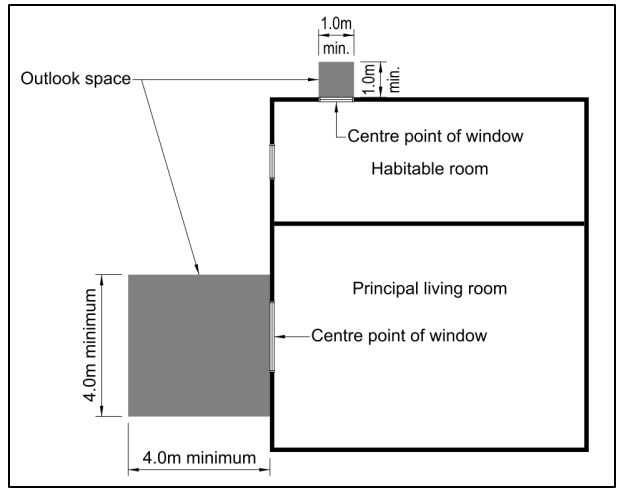 1.0m
min.
1.0m
min.
Outlook space
Centre point of window
Habitable room
Principal living room
Centre point of window
4.0m minimum
4.0m minimum